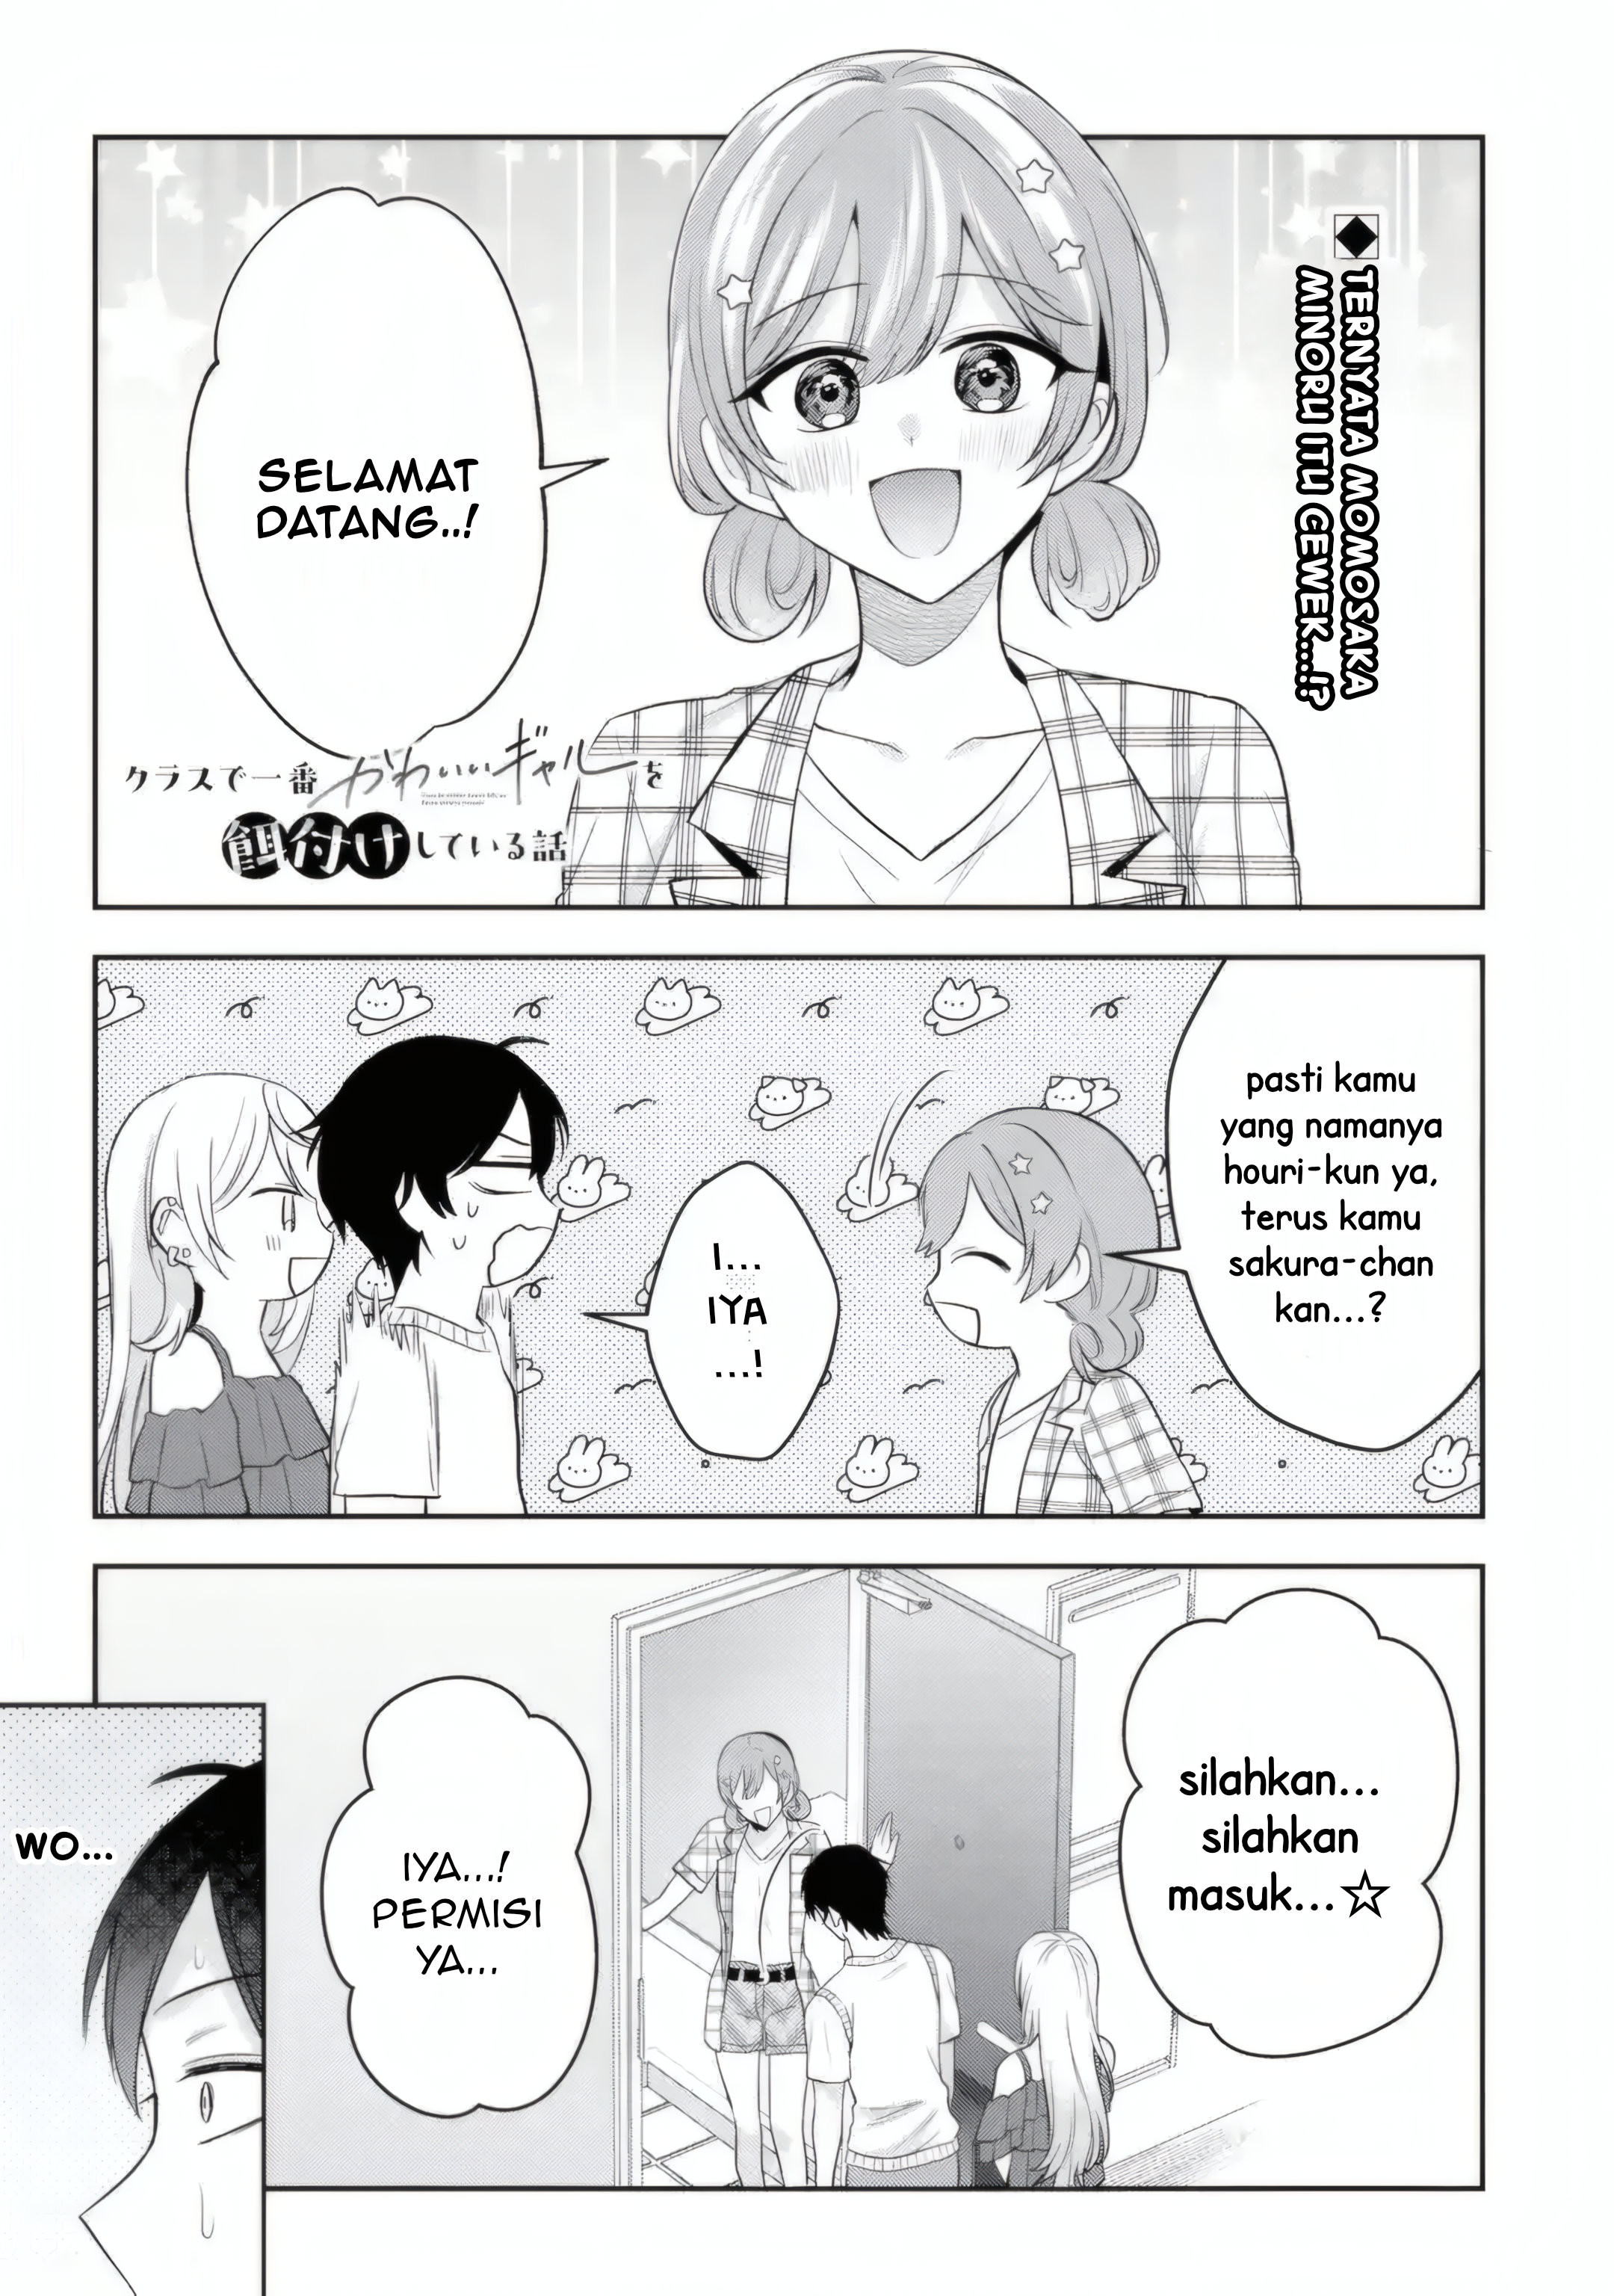 TERNYATA MOMOSAKA
MINORU ITU CEWEK...!?
SELAMAT
DATANG..!
クラスで一番かわいいギャルを
餌付けしている話
pasti kamu
yang namanya
houri-kun ya,
terus kamu
sakura-chan
kan...?
I...
IYA
...!
silahkan...
silahkan
masuk...☆
IYA...!
PERMISI
YA...
WO...